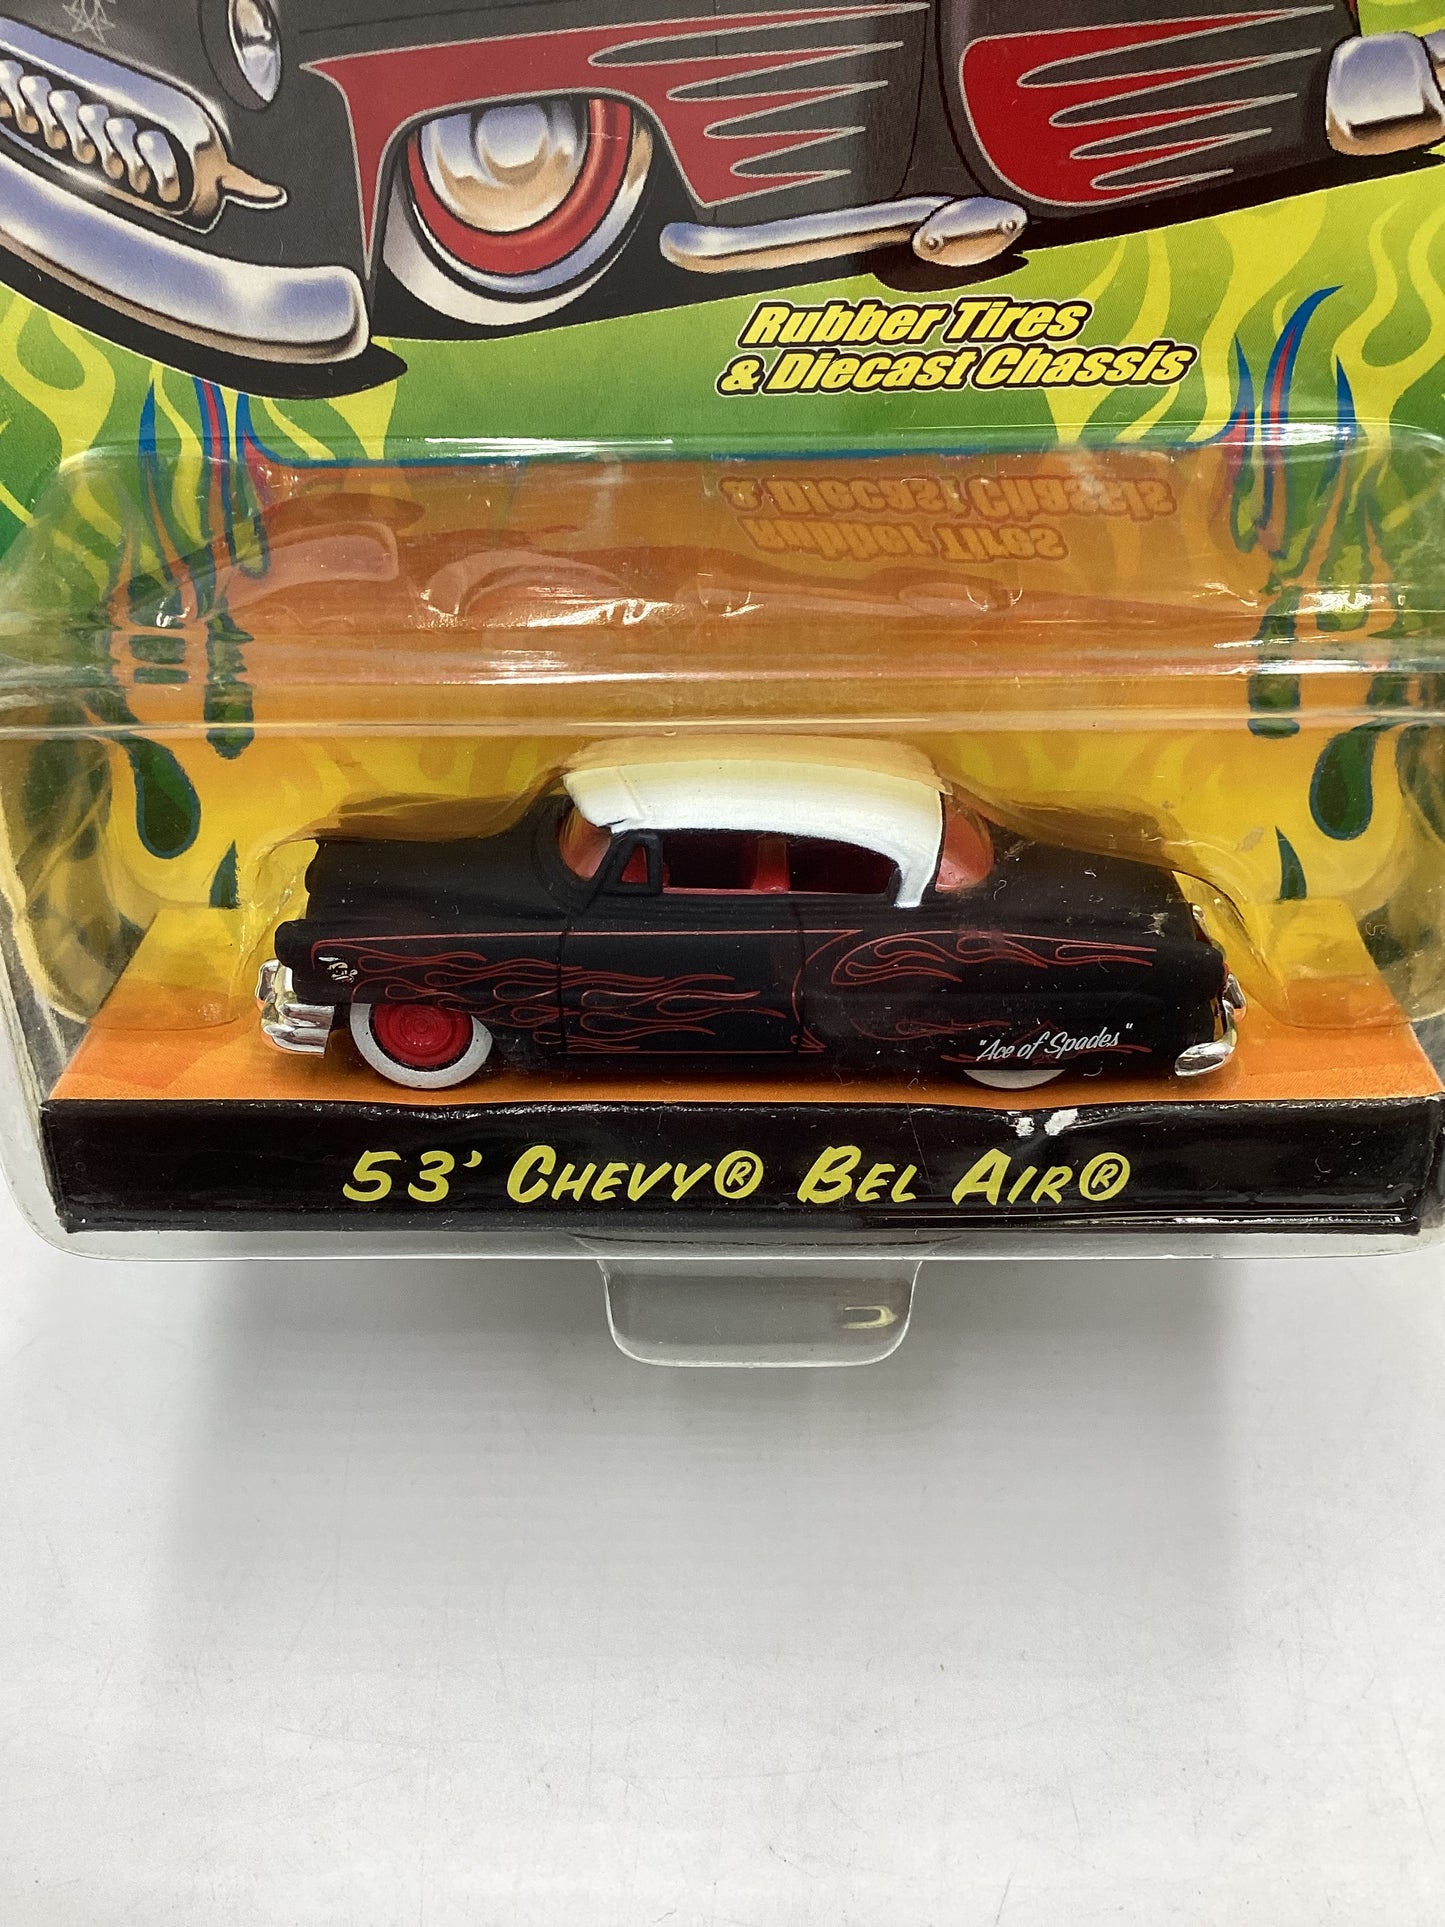 Rubber Tires
& Diecast Chassis
"Ace of Spades"
53' CHEVY® BEL AIR®